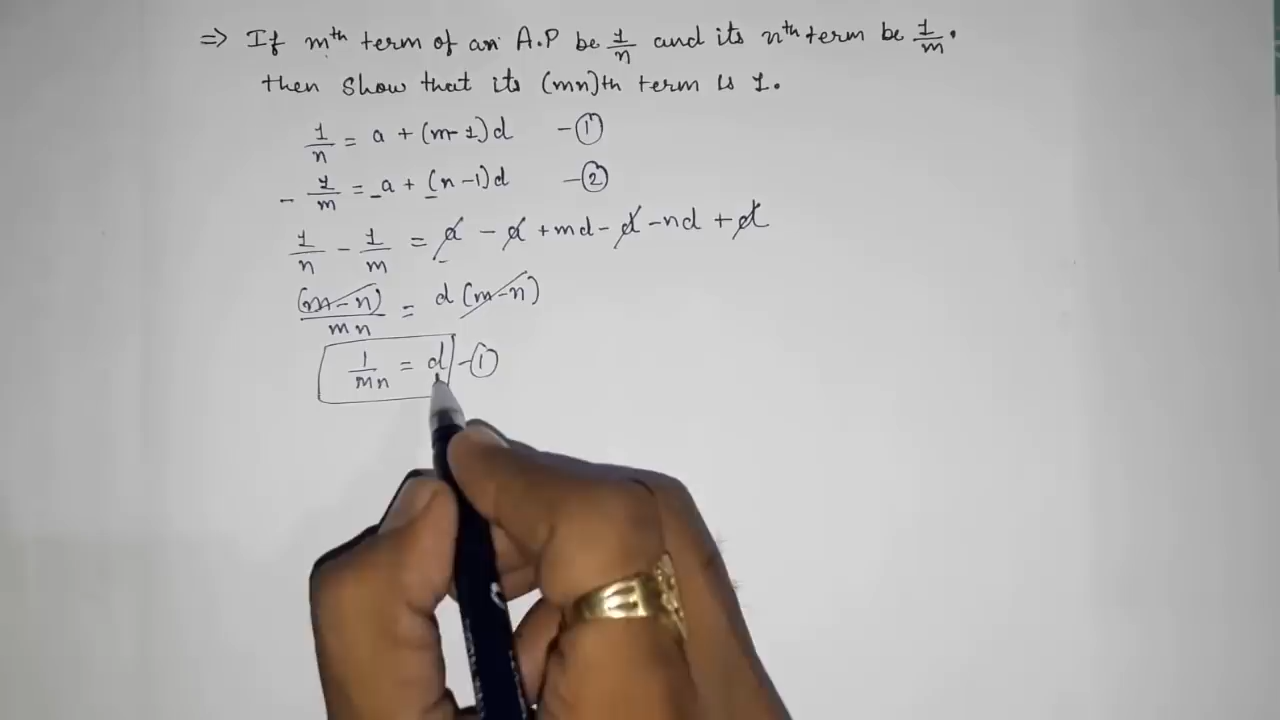 ⇒ If mth term of an A.P be 1/n and its nth term be 1/m.
then show that its (mn)th term is 1.
1/n = a + (m-1)d -①
- 1/m = _a + (n-1)d -②
1/n - 1/m = a - a + md - d - nd + d
(m-n)/mn = d (m-n)
1/mn = d -①